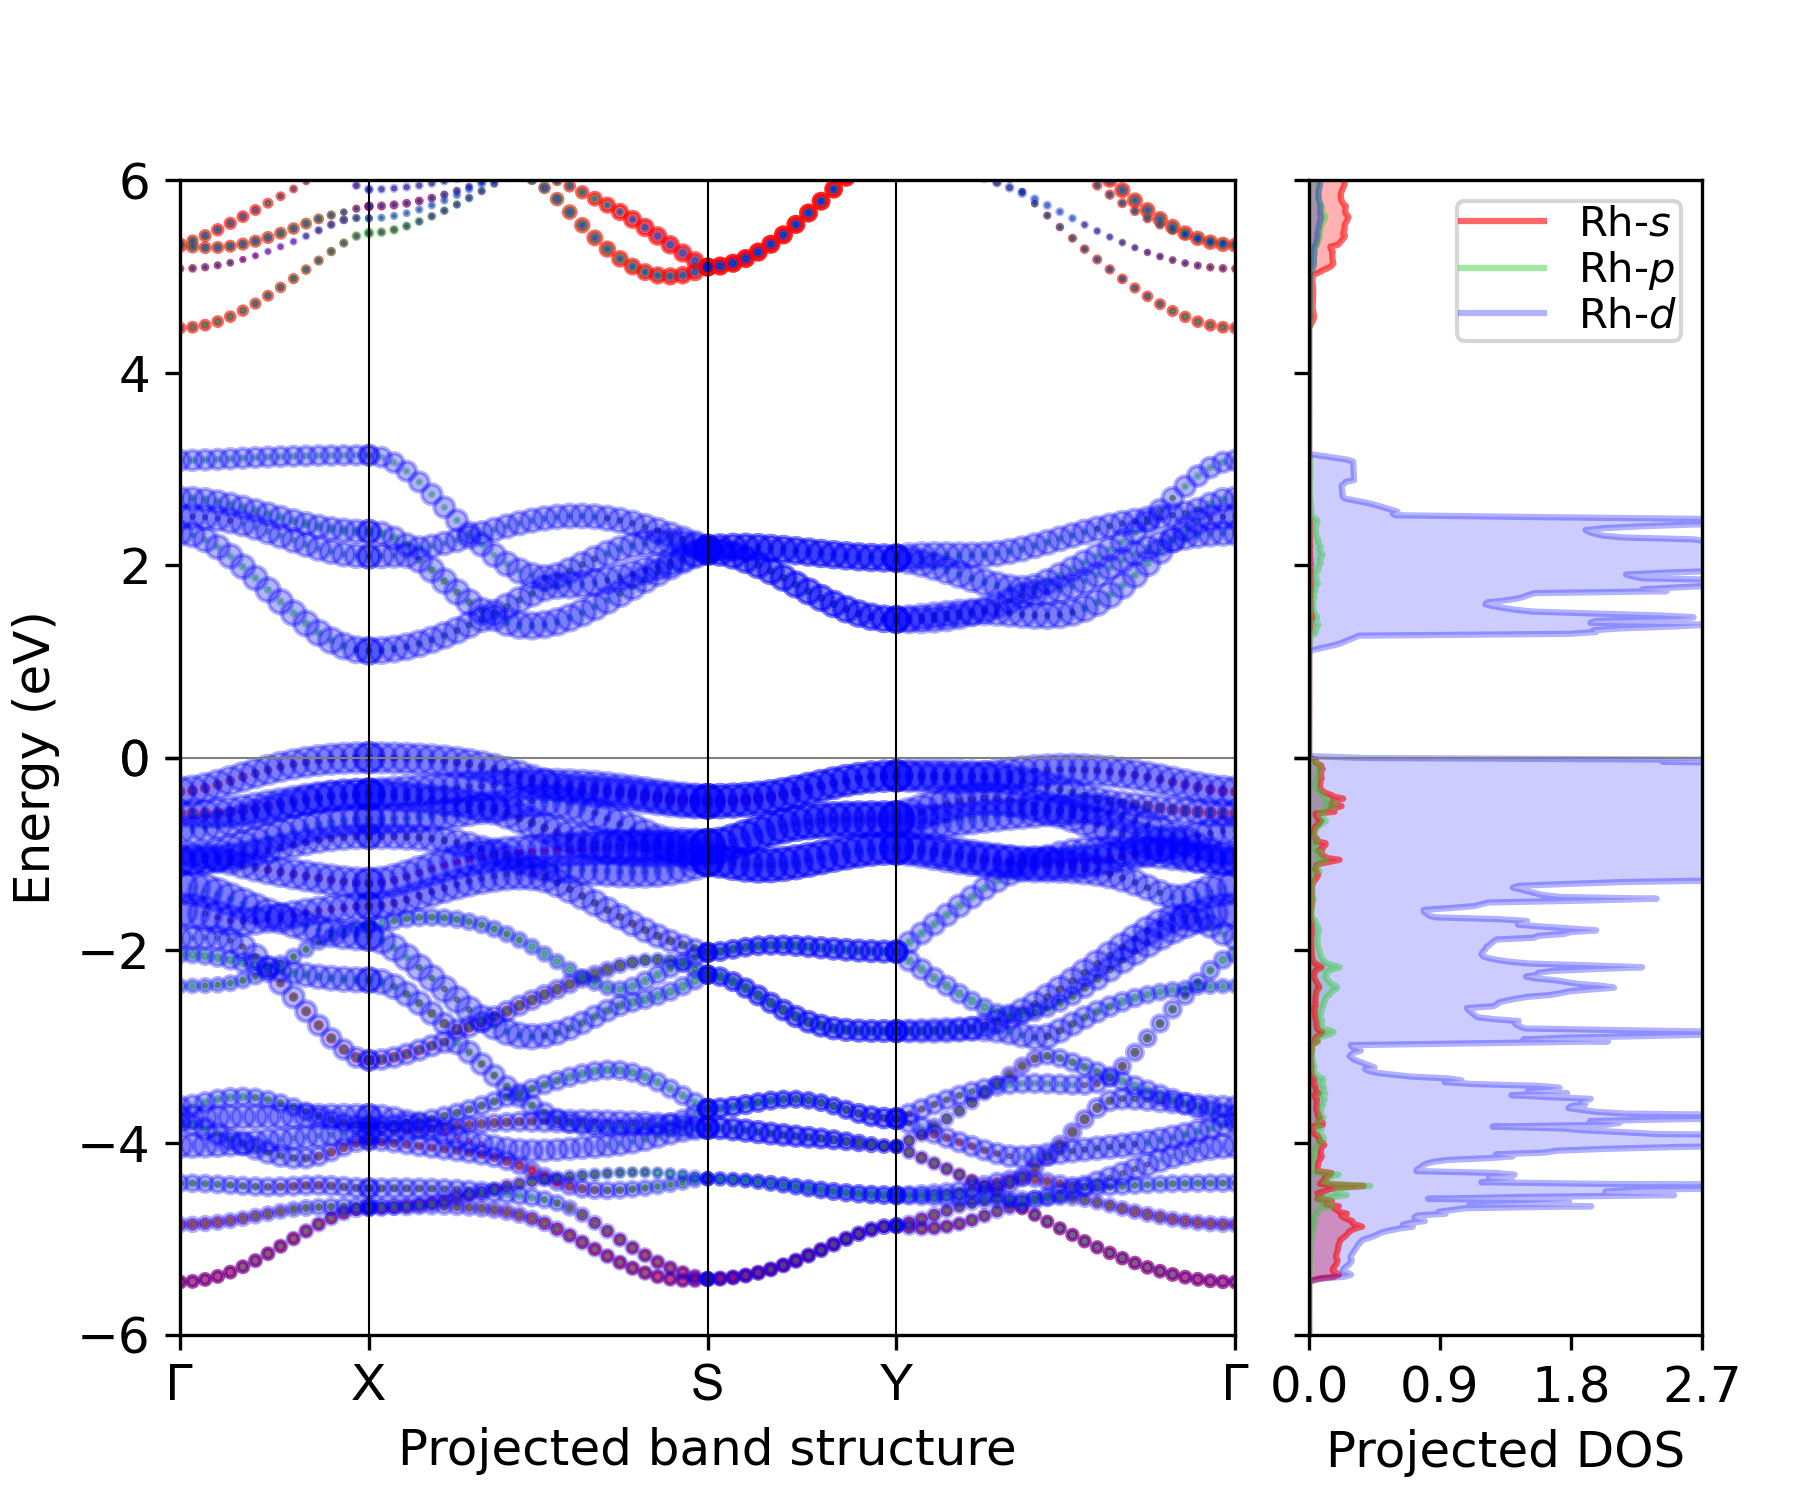 Energy (eV)
6
4
2
0
−2
−4
−6
Γ X S Y Γ
Projected band structure
Rh-s
Rh-p
Rh-d
0.0 0.9 1.8 2.7
Projected DOS